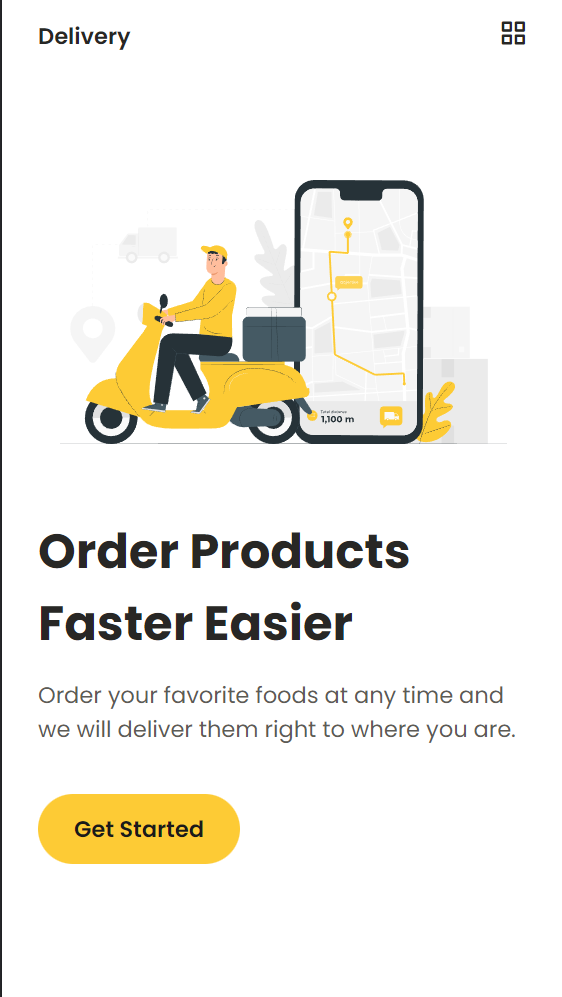 Delivery
Total distance
1,100 m
Order Products
Faster Easier
Order your favorite foods at any time and
we will deliver them right to where you are.
Get Started